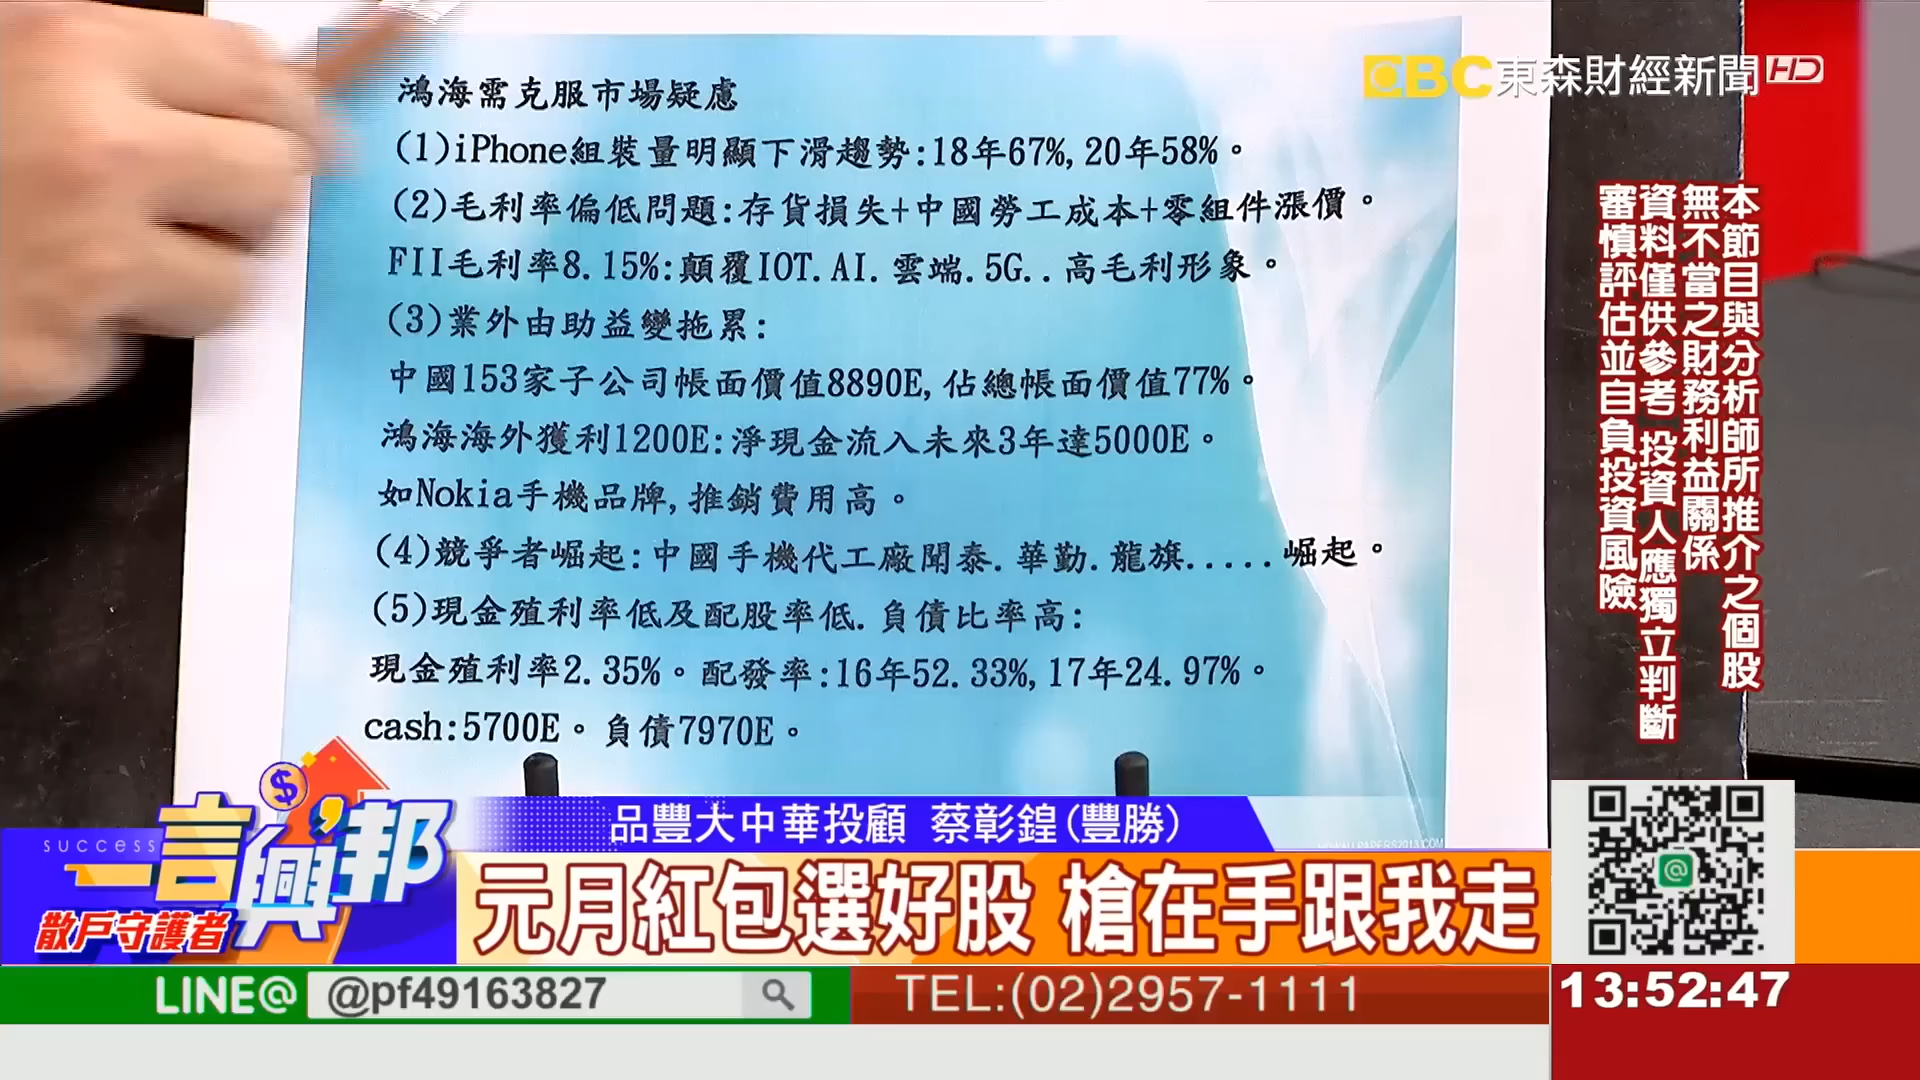 鴻海需克服市場疑慮
(1)iPhone組裝量明顯下滑趨勢:18年67%,20年58%。
(2)毛利率偏低問題:存貨損失+中國勞工成本+零組件漲價。
FII毛利率8.15%:顛覆IOT.AI.雲端.5G..高毛利形象。
(3)業外由助益變拖累:
中國153家子公司帳面價值8890E,佔總帳面價值77%。
鴻海海外獲利1200E:淨現金流入未來3年達5000E。
如Nokia手機品牌,推銷費用高。
(4)競爭者崛起:中國手機代工廠聞泰.華勤.龍旗.....崛起。
(5)現金殖利率低及配股率低.負債比率高:
現金殖利率2.35%。配發率:16年52.33%,17年24.97%。
cash:5700E。負債7970E。
EBC東森財經新聞HD
本節目與分析師所推介之個股
無不當之財務利益關係
資料僅供參考 投資人應獨立判斷
審慎評估並自負投資風險
success
一言興邦
散戶守護者
品豐大中華投顧 蔡彰鍠(豐勝)
元月紅包選好股 槍在手跟我走
LINE@ @pf49163827
TEL:(02)2957-1111
13:52:47